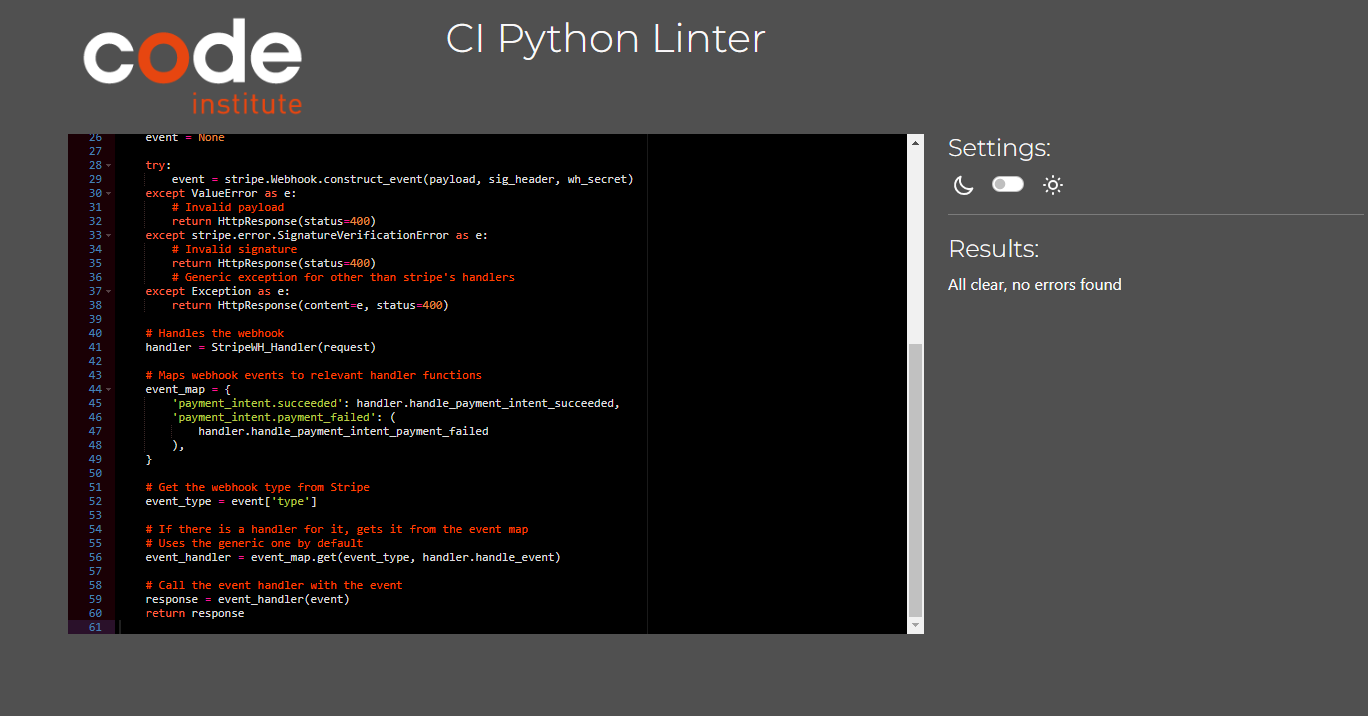 code
institute
CI Python Linter
26 event = None
27
28 try:
29 event = stripe.Webhook.construct_event(payload, sig_header, wh_secret)
30 except ValueError as e:
31 # Invalid payload
32 return HttpResponse(status=400)
33 except stripe.error.SignatureVerificationError as e:
34 # Invalid signature
35 return HttpResponse(status=400)
36 # Generic exception for other than stripe's handlers
37 except Exception as e:
38 return HttpResponse(content=e, status=400)
39
40 # Handles the webhook
41 handler = StripeWH_Handler(request)
42
43 # Maps webhook events to relevant handler functions
44 event_map = {
45 'payment_intent.succeeded': handler.handle_payment_intent_succeeded,
46 'payment_intent.payment_failed': (
47 handler.handle_payment_intent_payment_failed
48 ),
49 }
50
51 # Get the webhook type from Stripe
52 event_type = event['type']
53
54 # If there is a handler for it, gets it from the event map
55 # Uses the generic one by default
56 event_handler = event_map.get(event_type, handler.handle_event)
57
58 # Call the event handler with the event
59 response = event_handler(event)
60 return response
61
Settings:
Results:
All clear, no errors found